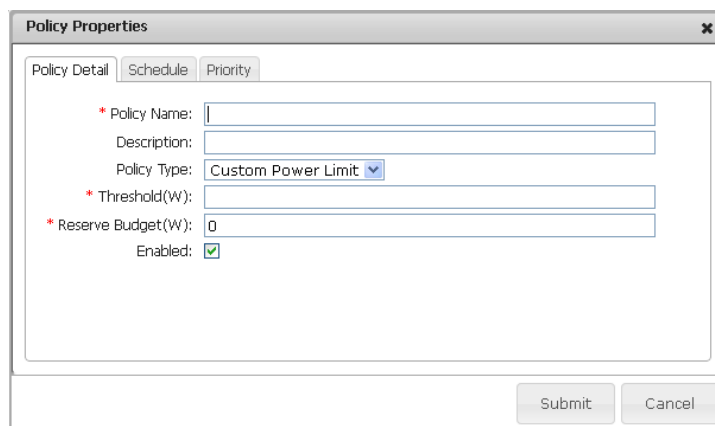 Policy Properties
Policy Detail Schedule Priority
* Policy Name:
Description:
Policy Type: Custom Power Limit
* Threshold(W):
* Reserve Budget(W): 0
Enabled:
Submit Cancel